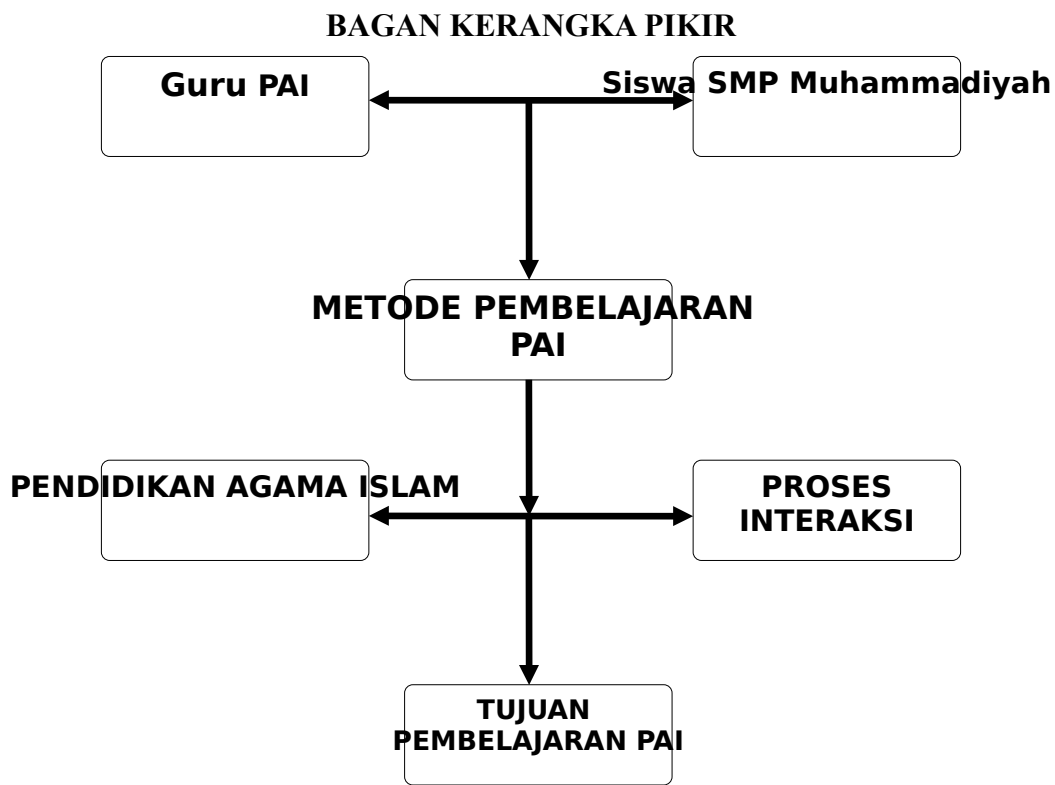 BAGAN KERANGKA PIKIR
Guru PAI
Siswa SMP Muhammadiyah
METODE PEMBELAJARAN
PAI
PENDIDIKAN AGAMA ISLAM
PROSES
INTERAKSI
TUJUAN
PEMBELAJARAN PAI